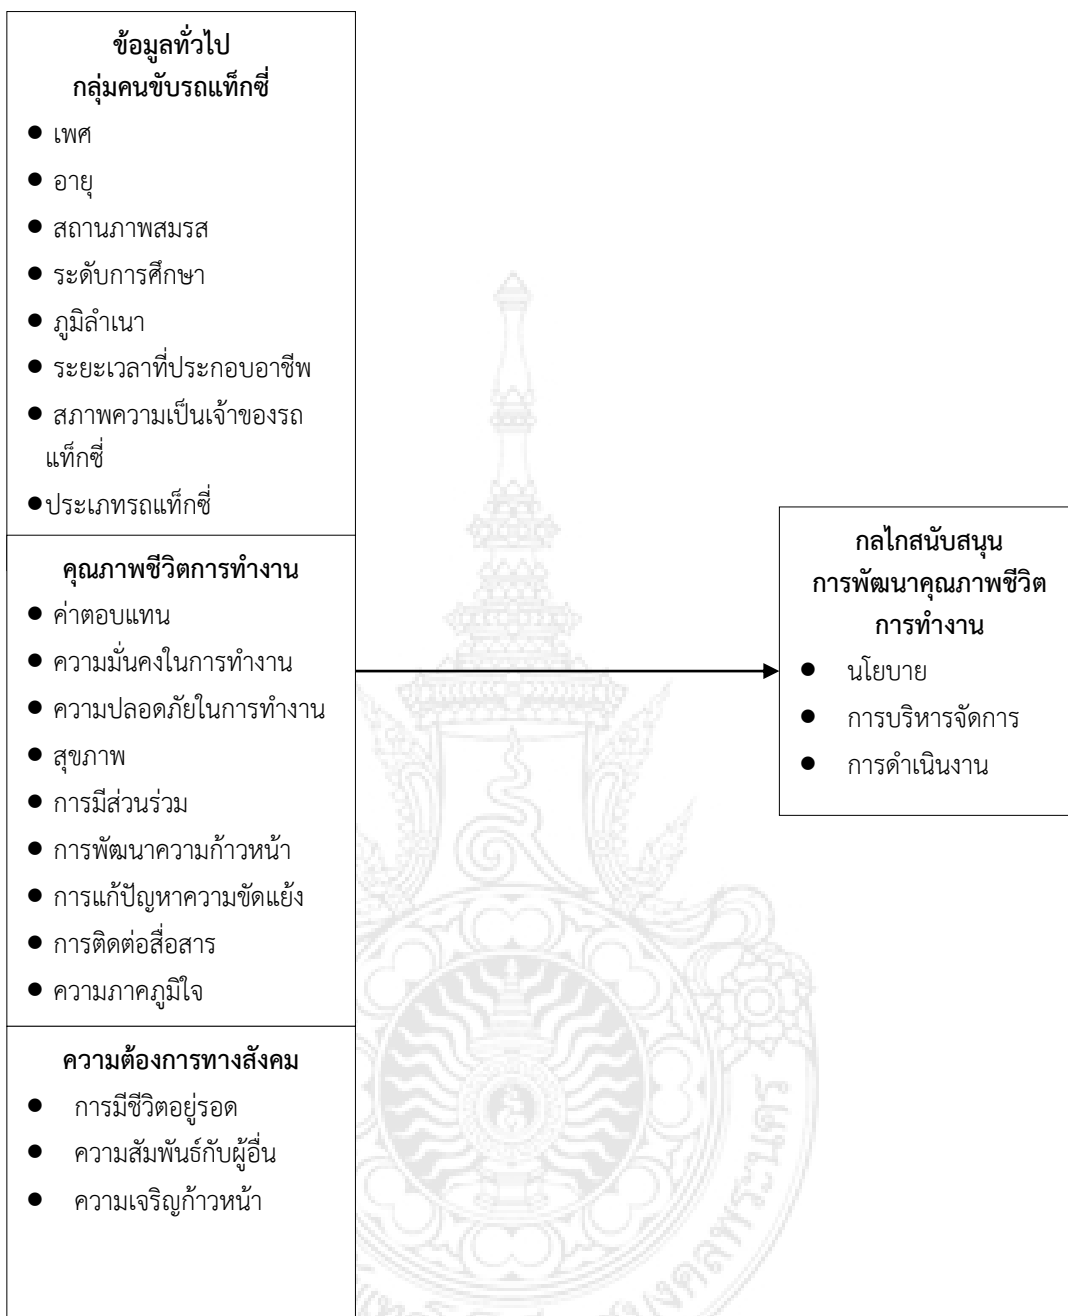 ข้อมูลทั่วไป
กลุ่มคนขับรถแท็กซี่
● เพศ
● อายุ
● สถานภาพสมรส
● ระดับการศึกษา
● ภูมิลำเนา
● ระยะเวลาที่ประกอบอาชีพ
● สภาพความเป็นเจ้าของรถ
แท็กซี่
●ประเภทรถแท็กซี่
คุณภาพชีวิตการทำงาน
● ค่าตอบแทน
● ความมั่นคงในการทำงาน
● ความปลอดภัยในการทำงาน
● สุขภาพ
● การมีส่วนร่วม
● การพัฒนาความก้าวหน้า
● การแก้ปัญหาความขัดแย้ง
● การติดต่อสื่อสาร
● ความภาคภูมิใจ
ความต้องการทางสังคม
● การมีชีวิตอยู่รอด
● ความสัมพันธ์กับผู้อื่น
● ความเจริญก้าวหน้า
กลไกสนับสนุน
การพัฒนาคุณภาพชีวิต
การทำงาน
● นโยบาย
● การบริหารจัดการ
● การดำเนินงาน